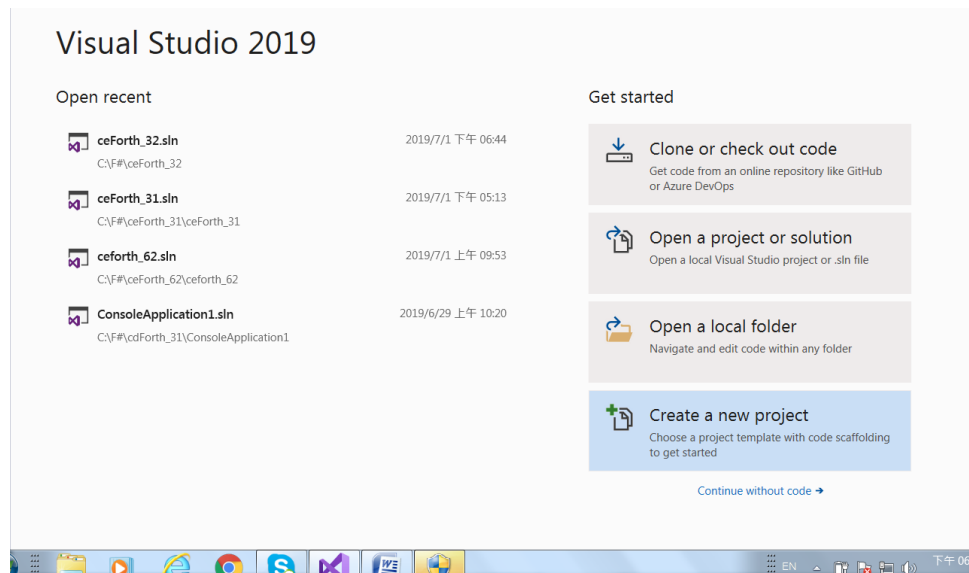 Visual Studio 2019
Open recent
ceForth_32.sln
2019/7/1 下午 06:44
C:\F#\ceForth_32
ceForth_31.sln
2019/7/1 下午 05:13
C:\F#\ceForth_31\ceForth_31
ceforth_62.sln
2019/7/1 上午 09:53
C:\F#\ceForth_62\ceforth_62
ConsoleApplication1.sln
2019/6/29 上午 10:20
C:\F#\cdForth_31\ConsoleApplication1
Get started
Clone or check out code
Get code from an online repository like GitHub
or Azure DevOps
Open a project or solution
Open a local Visual Studio project or .sln file
Open a local folder
Navigate and edit code within any folder
Create a new project
Choose a project template with code scaffolding
to get started
Continue without code →
EN
下午 06